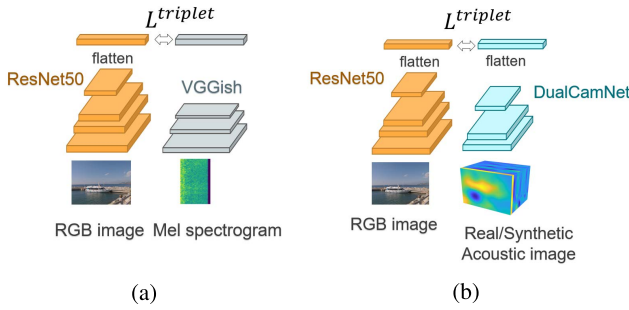 L^triplet
flatten
ResNet50
VGGish
RGB image
Mel spectrogram
(a)
L^triplet
flatten
flatten
ResNet50
DualCamNet
RGB image
Real/Synthetic
Acoustic image
(b)